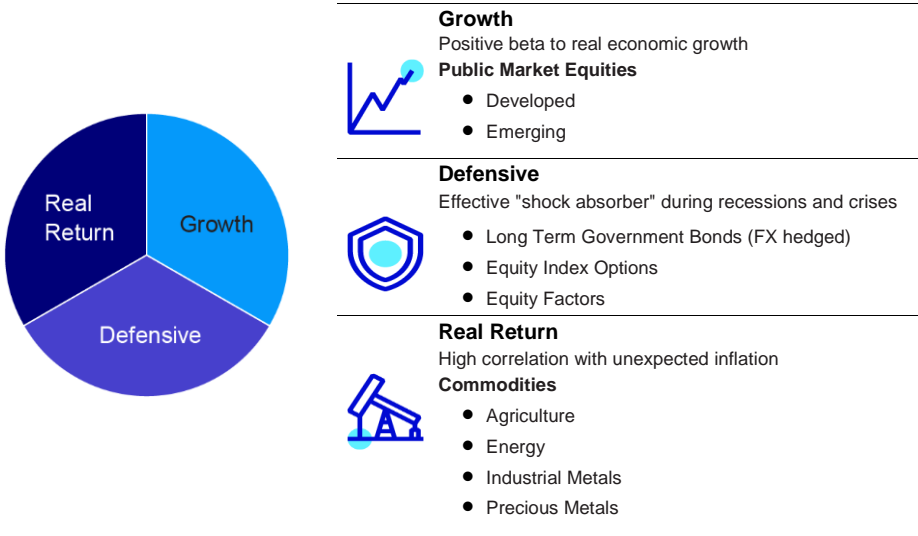 Real
Return
Growth
Defensive
Growth
Positive beta to real economic growth
Public Market Equities
● Developed
● Emerging
Defensive
Effective "shock absorber" during recessions and crises
● Long Term Government Bonds (FX hedged)
● Equity Index Options
● Equity Factors
Real Return
High correlation with unexpected inflation
Commodities
● Agriculture
● Energy
● Industrial Metals
● Precious Metals